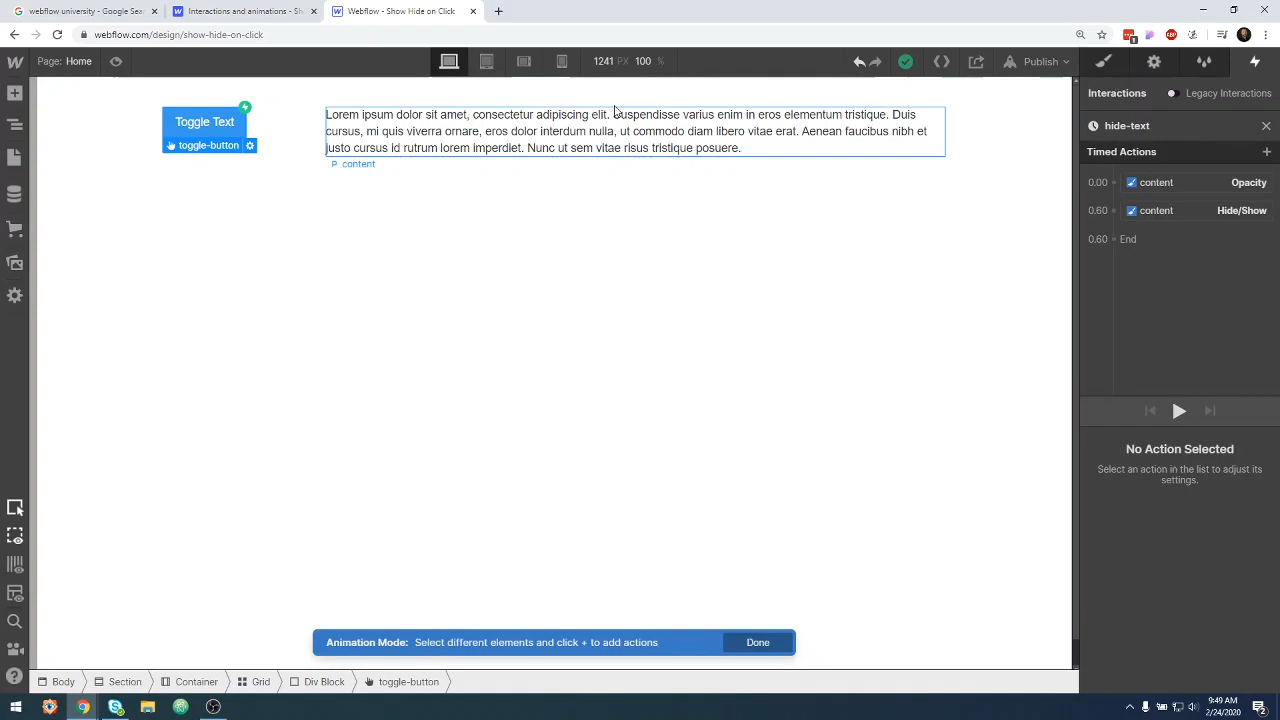 webflow university - Google Sear
Interactions and animations · Sh
Webflow - Show Hide on Click
webflow.com/design/show-hide-on-click
Page: Home
1241 PX 100 %
Publish
Interactions
Legacy Interactions
hide-text
Timed Actions
0.00 content Opacity
0.60 content Hide/Show
0.60 End
Toggle Text
toggle-button
Lorem ipsum dolor sit amet, consectetur adipiscing elit. Suspendisse varius enim in eros elementum tristique. Duis
cursus, mi quis viverra ornare, eros dolor interdum nulla, ut commodo diam libero vitae erat. Aenean faucibus nibh et
justo cursus id rutrum lorem imperdiet. Nunc ut sem vitae risus tristique posuere.
P content
No Action Selected
Select an action in the list to adjust its
settings.
Animation Mode: Select different elements and click + to add actions
Done
Body
Section
Container
Grid
Div Block
toggle-button
9:49 AM
2/24/2020